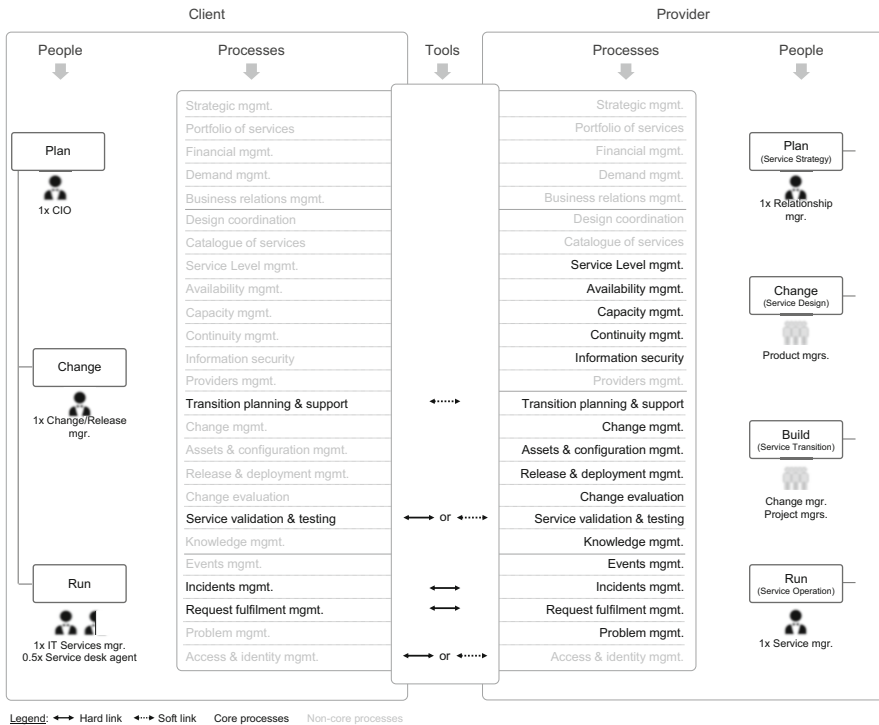 Client
Provider
People
Processes
Tools
Processes
People
Plan
1x CIO
Change
1x Change/Release
mgr.
Run
1x IT Services mgr.
0.5x Service desk agent
Strategic mgmt.
Portfolio of services
Financial mgmt.
Demand mgmt.
Business relations mgmt.
Design coordination
Catalogue of services
Service Level mgmt.
Availability mgmt.
Capacity mgmt.
Continuity mgmt.
Information security
Providers mgmt.
Transition planning & support
Change mgmt.
Assets & configuration mgmt.
Release & deployment mgmt.
Change evaluation
Service validation & testing
Knowledge mgmt.
Events mgmt.
Incidents mgmt.
Request fulfilment mgmt.
Problem mgmt.
Access & identity mgmt.
or
or
Strategic mgmt.
Portfolio of services
Financial mgmt.
Demand mgmt.
Business relations mgmt.
Design coordination
Catalogue of services
Service Level mgmt.
Availability mgmt.
Capacity mgmt.
Continuity mgmt.
Information security
Providers mgmt.
Transition planning & support
Change mgmt.
Assets & configuration mgmt.
Release & deployment mgmt.
Change evaluation
Service validation & testing
Knowledge mgmt.
Events mgmt.
Incidents mgmt.
Request fulfilment mgmt.
Problem mgmt.
Access & identity mgmt.
Plan
(Service Strategy)
1x Relationship
mgr.
Change
(Service Design)
Product mgrs.
Build
(Service Transition)
Change mgr.
Project mgrs.
Run
(Service Operation)
1x Service mgr.
Legend: Hard link Soft link Core processes Non-core processes